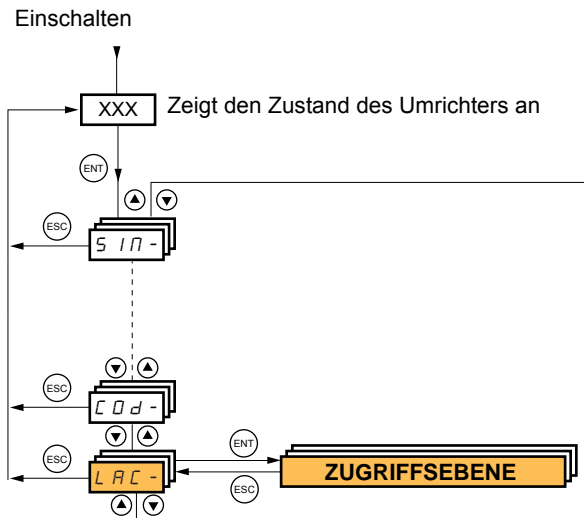 Einschalten
XXX Zeigt den Zustand des Umrichters an
ENT
ESC
SIM-
ESC
COd-
ESC
ENT
LAC-
ZUGRIFFSEBENE
ESC